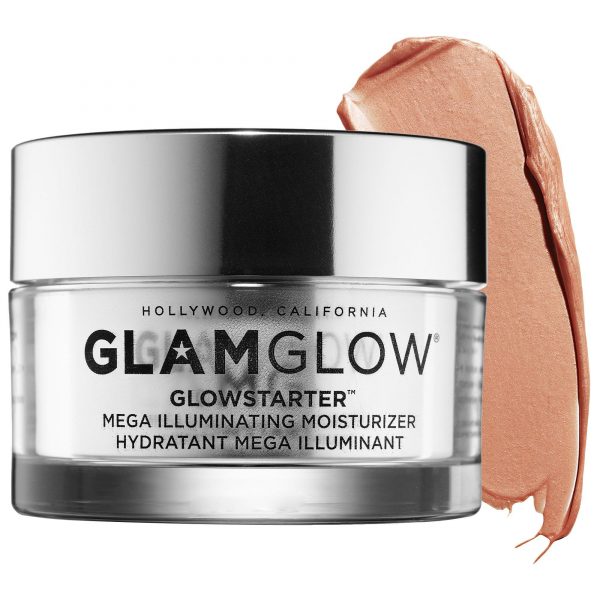 HOLLYWOOD, CALIFORNIA
GLAMGLOW®
GLOWSTARTER™
MEGA ILLUMINATING MOISTURIZER
HYDRATANT MEGA ILLUMINANT